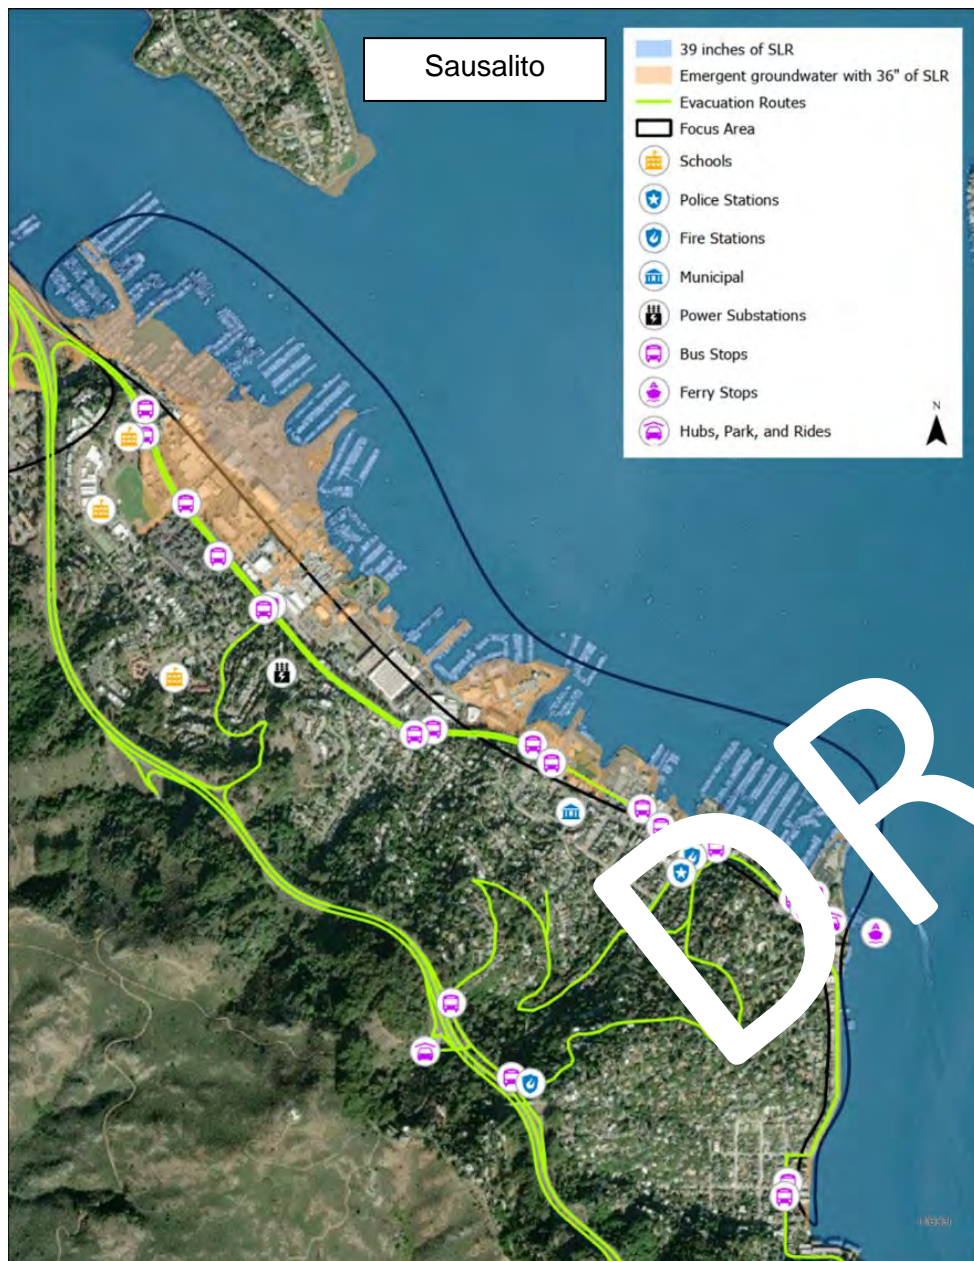 Sausalito
39 inches of SLR
Emergent groundwater with 36" of SLR
Evacuation Routes
Focus Area
Schools
Police Stations
Fire Stations
Municipal
Power Substations
Bus Stops
Ferry Stops
Hubs, Park, and Rides
N
DR